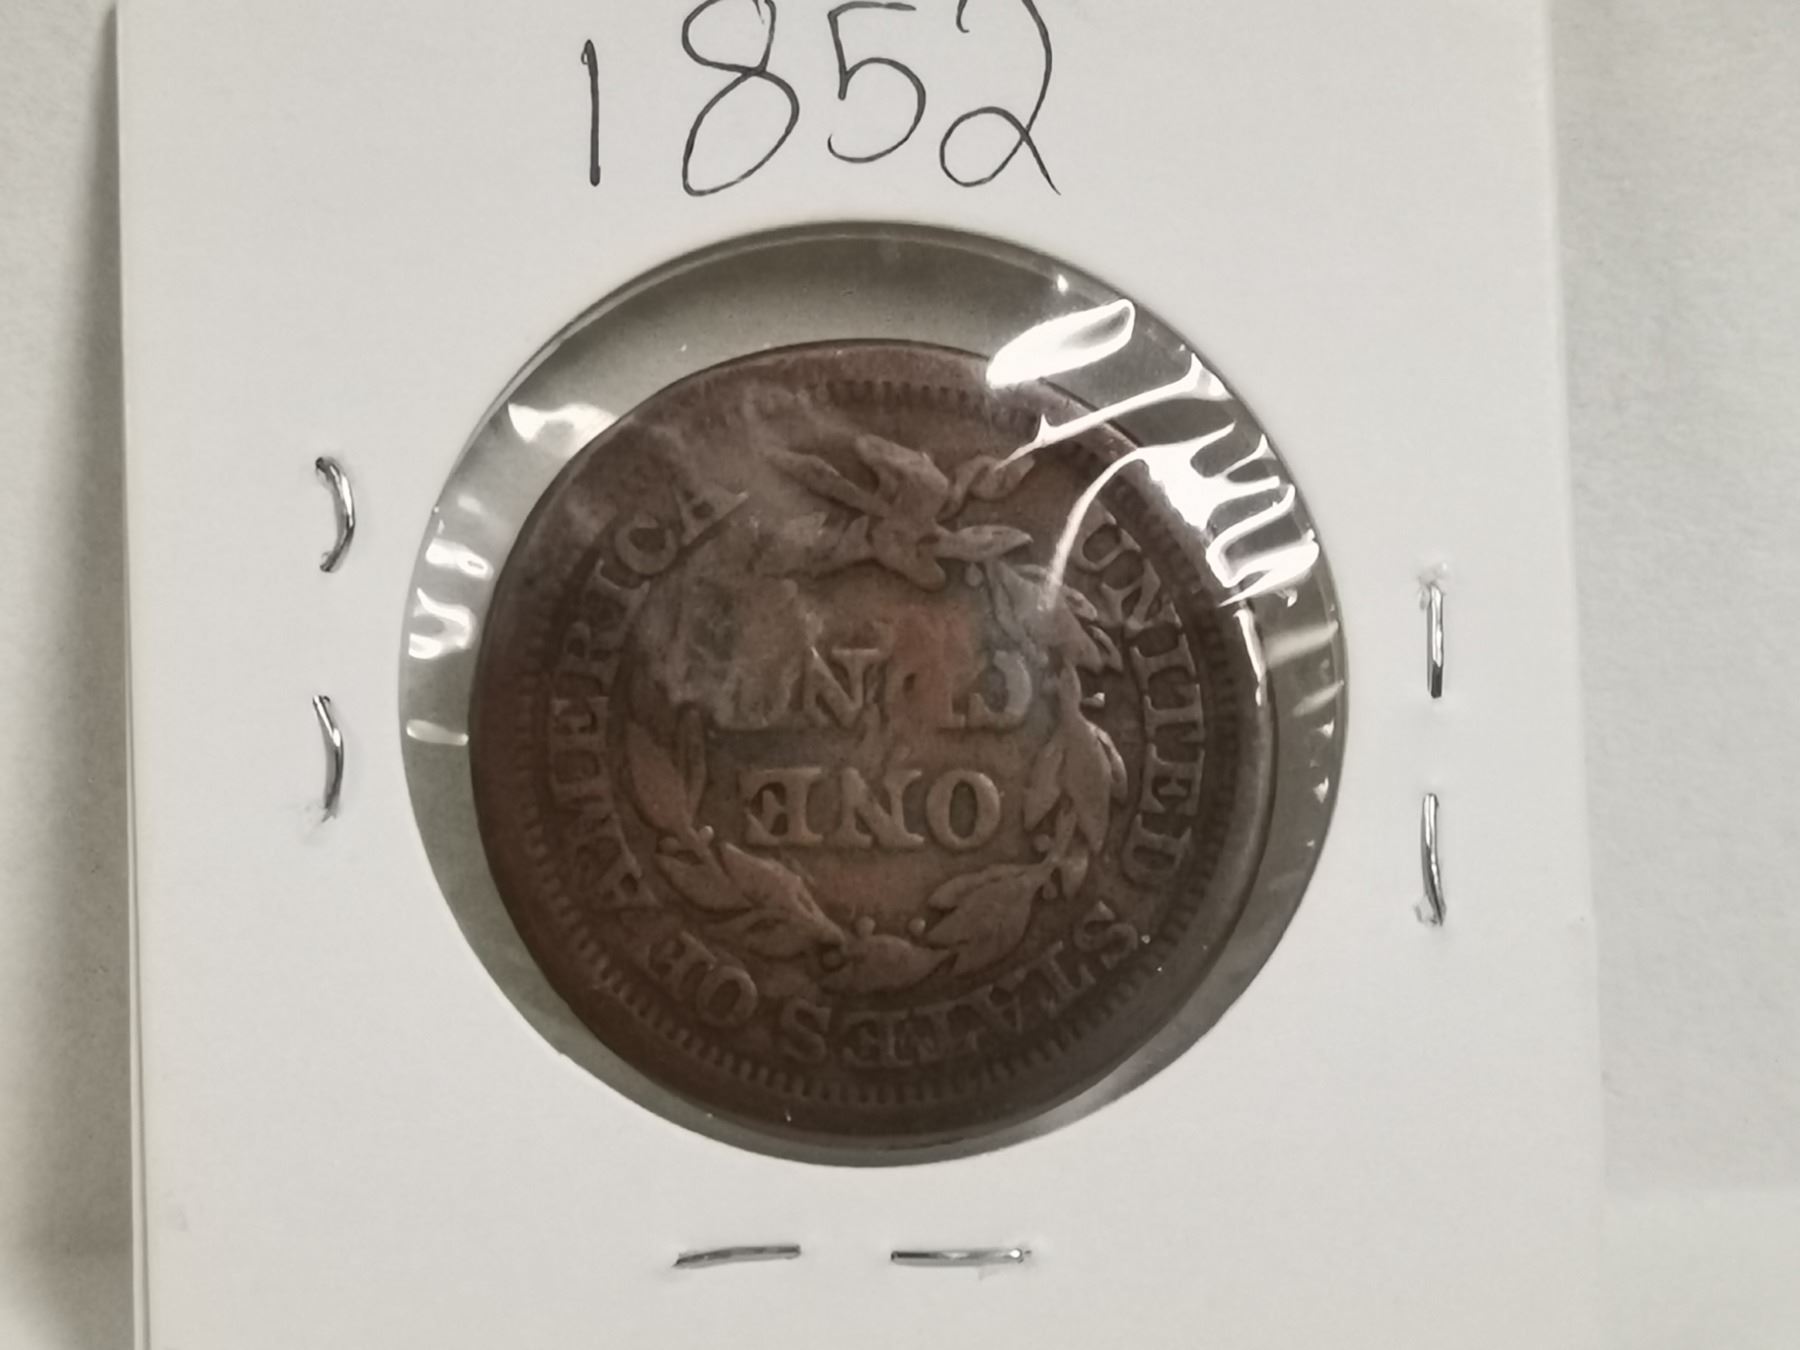 1852
UNITED STATES OF AMERICA
ONE
CENT